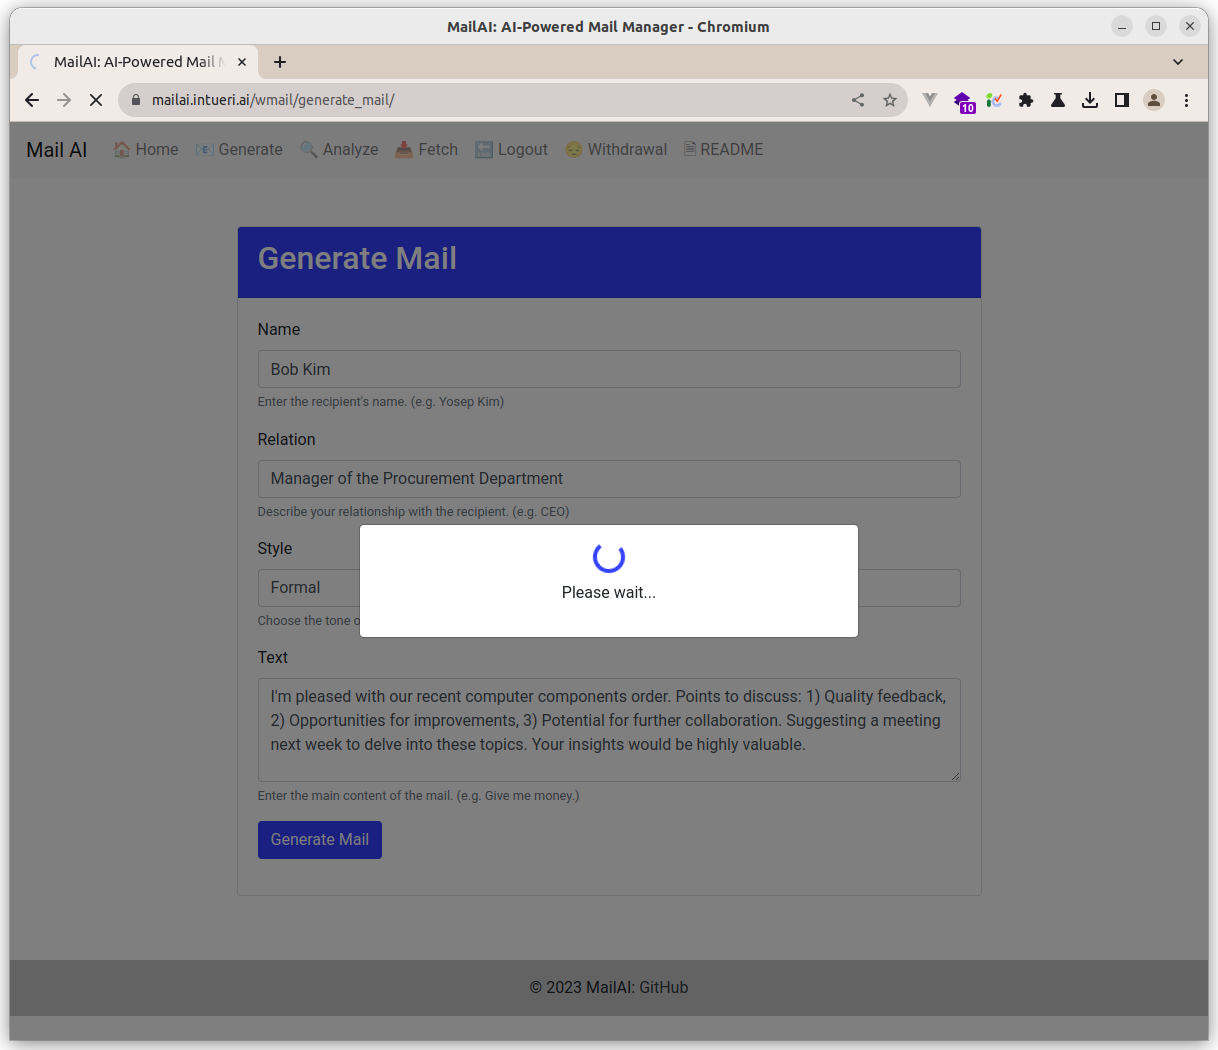 MailAI: AI-Powered Mail Manager - Chromium
MailAI: AI-Powered Mail
mailai.intueri.ai/wmail/generate_mail/
10
Mail AI Home Generate Analyze Fetch Logout Withdrawal README
Generate Mail
Name
Bob Kim
Enter the recipient's name. (e.g. Yosep Kim)
Relation
Manager of the Procurement Department
Describe your relationship with the recipient. (e.g. CEO)
Style
Formal
Choose the tone
Please wait...
Text
I'm pleased with our recent computer components order. Points to discuss: 1) Quality feedback,
2) Opportunities for improvements, 3) Potential for further collaboration. Suggesting a meeting
next week to delve into these topics. Your insights would be highly valuable.
Enter the main content of the mail. (e.g. Give me money.)
Generate Mail
© 2023 MailAI: GitHub